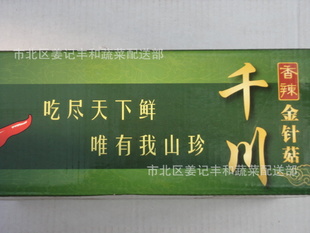 市北区姜记丰和蔬菜配送部
吃尽天下鲜
唯有我山珍
千川
香辣
金针菇
市北区姜记丰和蔬菜配送部